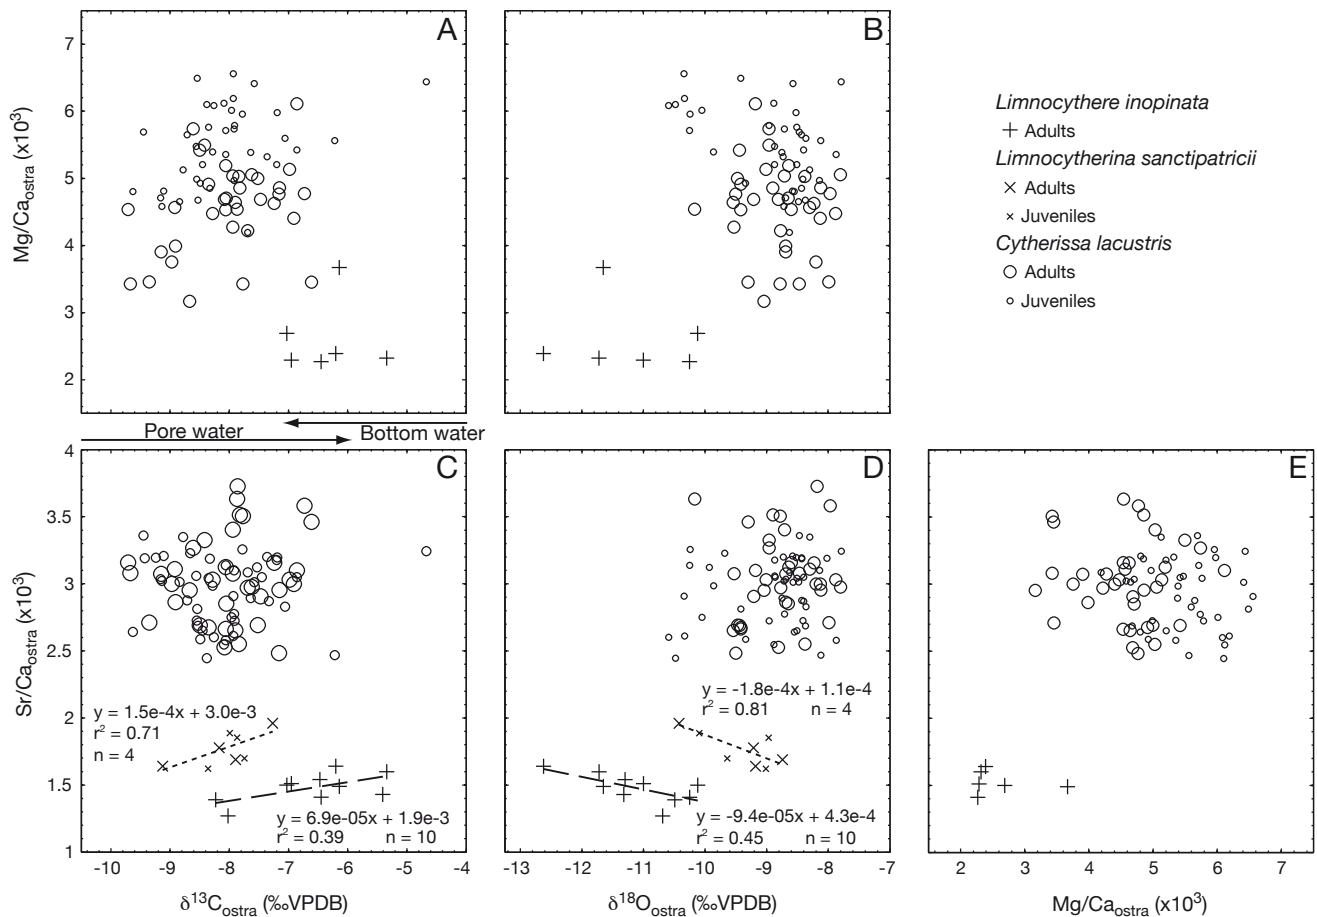 A
B
7
6
5
4
3
2
Mg/Ca_ostra (x10³)
Limnocythere inopinata
Adults
Limnocytherina sanctipatricii
Adults
Juveniles
Cytherissa lacustris
Adults
Juveniles
Pore water
Bottom water
C
D
E
4
3.5
3
2.5
2
1.5
1
Sr/Ca_ostra (x10³)
y = 1.5e-4x + 3.0e-3
r² = 0.71
n = 4
y = 6.9e-05x + 1.9e-3
r² = 0.39 n = 10
y = -1.8e-4x + 1.1e-4
r² = 0.81 n = 4
y = -9.4e-05x + 4.3e-4
r² = 0.45 n = 10
-10 -9 -8 -7 -6 -5 -4
-13 -12 -11 -10 -9 -8 -7
2 3 4 5 6 7
δ¹³C_ostra (‰VPDB)
δ¹⁸O_ostra (‰VPDB)
Mg/Ca_ostra (x10³)